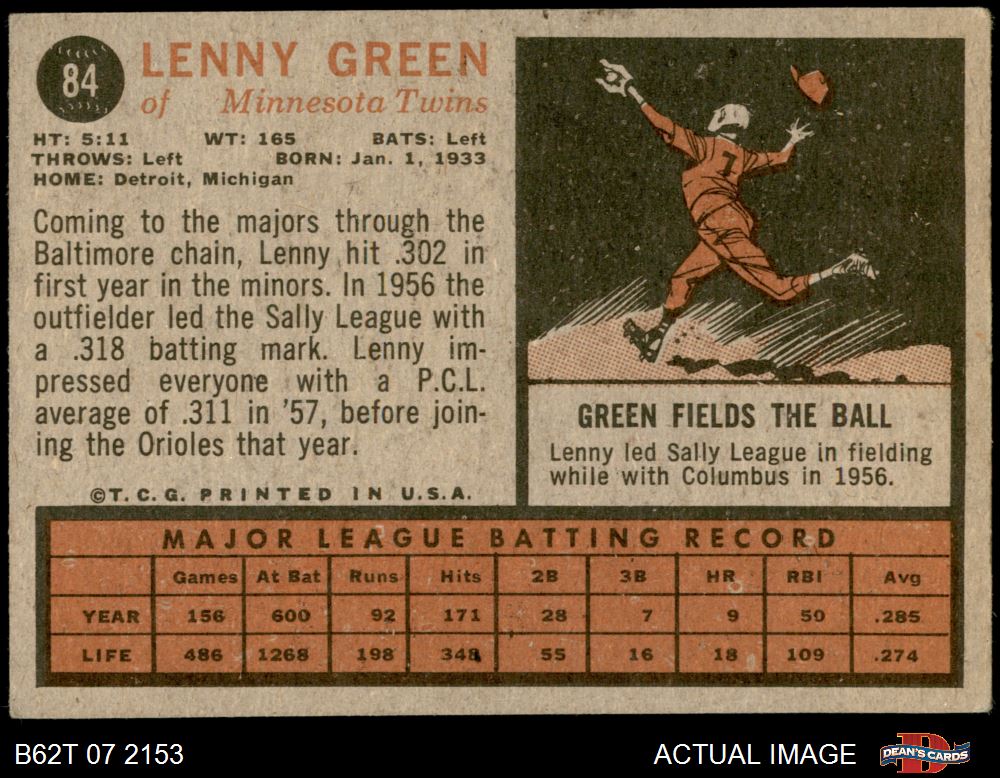 84
LENNY GREEN
of Minnesota Twins
HT: 5:11 WT: 165 BATS: Left
THROWS: Left BORN: Jan. 1, 1933
HOME: Detroit, Michigan
Coming to the majors through the
Baltimore chain, Lenny hit .302 in
first year in the minors. In 1956 the
outfielder led the Sally League with
a .318 batting mark. Lenny im-
pressed everyone with a P.C.L.
average of .311 in '57, before join-
ing the Orioles that year.
©T.C.G. PRINTED IN U.S.A.
7
GREEN FIELDS THE BALL
Lenny led Sally League in fielding
while with Columbus in 1956.
MAJOR LEAGUE BATTING RECORD
Games At Bat Runs Hits 2B 3B HR RBI Avg
YEAR 156 600 92 171 28 7 9 50 .285
LIFE 486 1268 198 348 55 16 18 109 .274
B62T 07 2153 ACTUAL IMAGE
D
DEAN'S CARDS